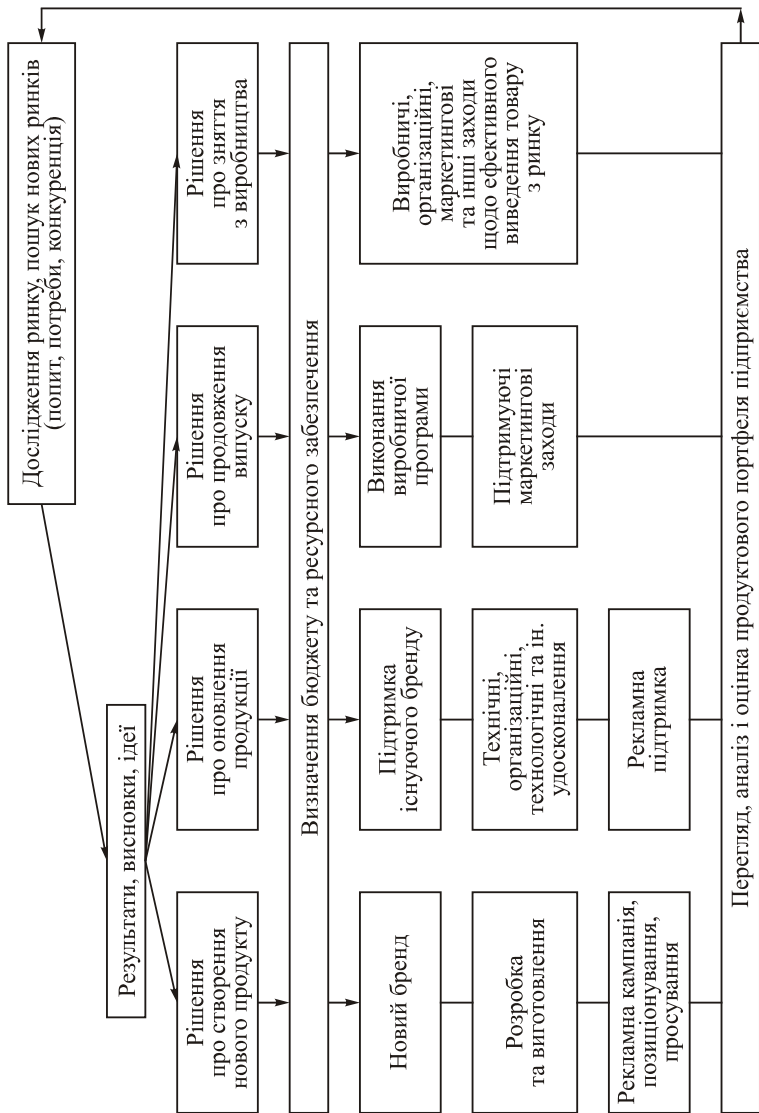 Дослідження ринку, пошук нових ринків
(попит, потреби, конкуренція)
Результати, висновки, ідеї
Рішення
про створення
нового продукту
Рішення
про оновлення
продукції
Рішення
про продовження
випуску
Рішення
про зняття
з виробництва
Визначення бюджету та ресурсного забезпечення
Новий бренд
Підтримка
існуючого бренду
Виконання
виробничої
програми
Виробничі,
організаційні,
маркетингові
та інші заходи
щодо ефективного
виведення товару
з ринку
Розробка
та виготовлення
Технічні,
організаційні,
технологічні та ін.
удосконалення
Підтримуючі
маркетингові
заходи
Рекламна кампанія,
позиціонування,
просування
Рекламна
підтримка
Перегляд, аналіз і оцінка продуктового портфеля підприємства